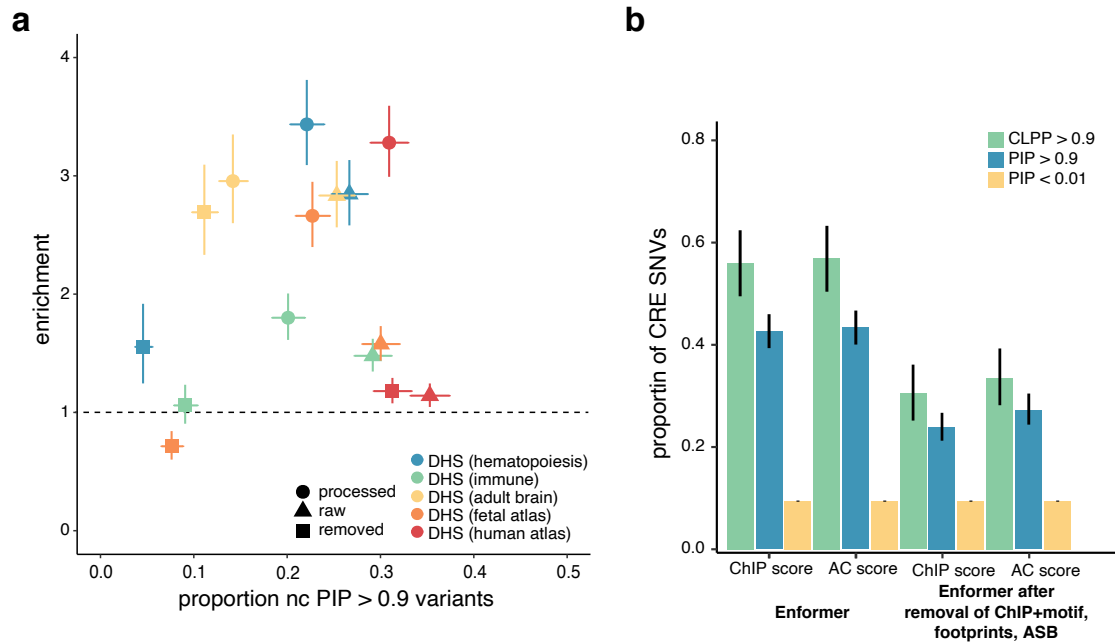 a
enrichment
4
3
2
1
0
processed
raw
removed
DHS (hematopoiesis)
DHS (immune)
DHS (adult brain)
DHS (fetal atlas)
DHS (human atlas)
0.0 0.1 0.2 0.3 0.4 0.5
proportion nc PIP > 0.9 variants
b
proportin of CRE SNVs
0.8
0.6
0.4
0.2
0.0
CLPP > 0.9
PIP > 0.9
PIP < 0.01
ChIP score AC score ChIP score AC score
Enformer
Enformer after
removal of ChIP+motif,
footprints, ASB